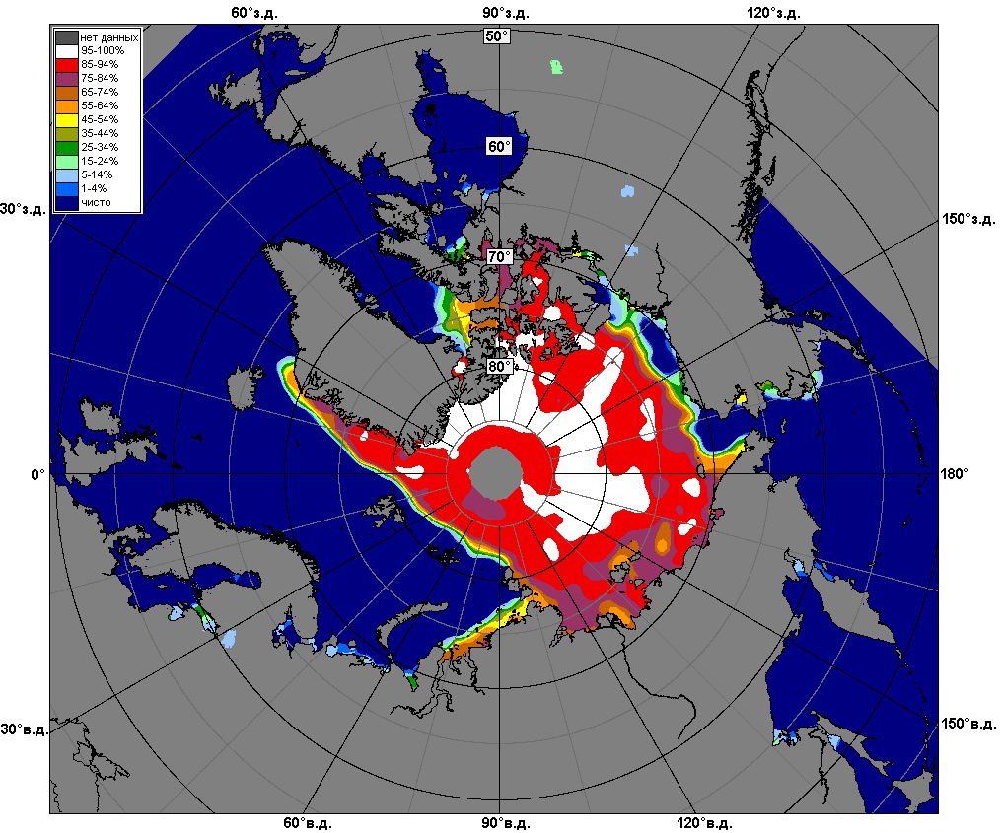 60°з.д. 90°з.д. 120°з.д.
50°
нет данных
95-100%
85-94%
75-84%
65-74%
55-64%
45-54%
35-44%
25-34%
15-24%
5-14%
1-4%
чисто
60°
30°з.д.
150°з.д.
70°
80°
0°
180°
30°в.д.
150°в.д.
60°в.д. 90°в.д. 120°в.д.